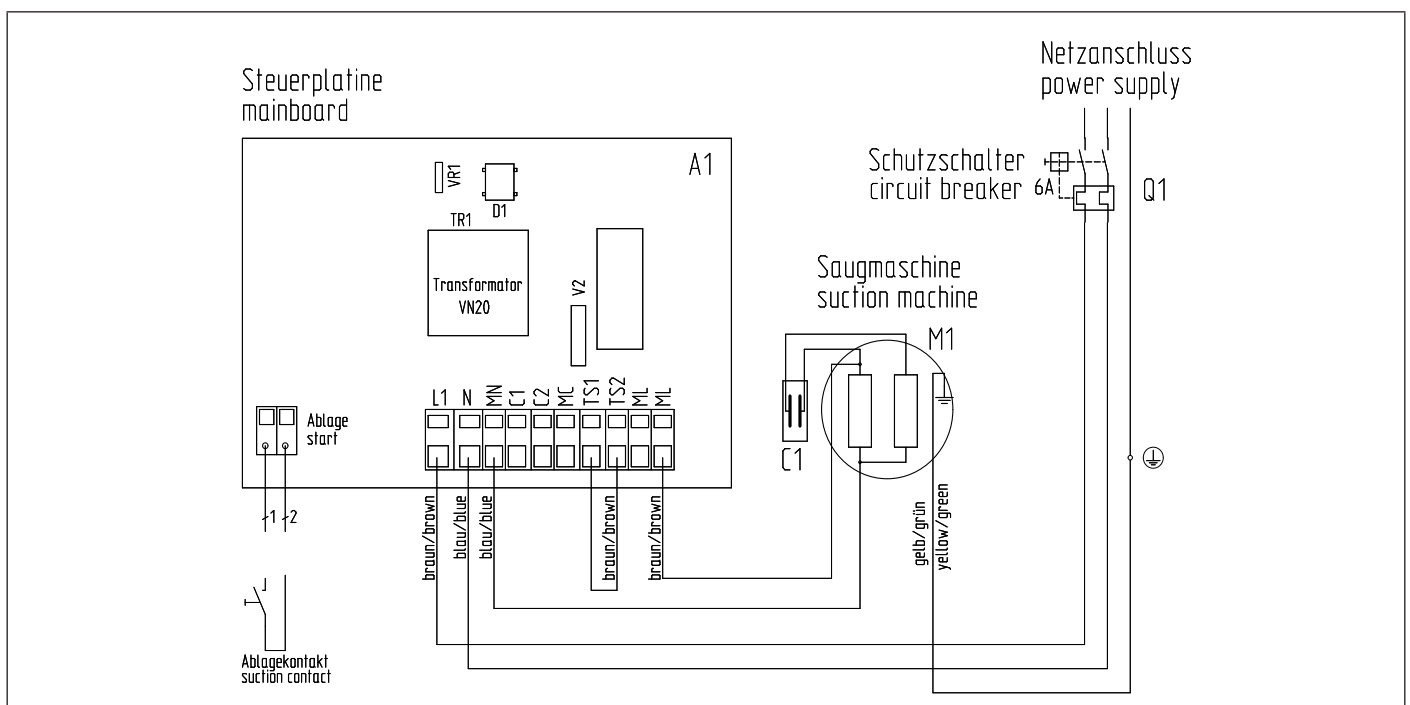 Netzanschluss
power supply
Steuerplatine
mainboard
A1
VR1
D1
TR1
Transformator
VN20
V2
Schutzschalter
circuit breaker 6A
Q1
Saugmaschine
suction machine
M1
C1
L1 N MN C1 C2 MC TS1 TS2 ML ML
Ablage
start
1 2
braun/brown
blau/blue
blau/blue
braun/brown
braun/brown
gelb/grün
yellow/green
Ablagekontakt
suction contact